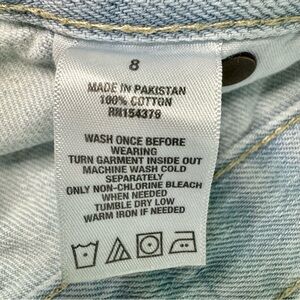 8
MADE IN PAKISTAN
100% COTTON
RN154379
WASH ONCE BEFORE
WEARING
TURN GARMENT INSIDE OUT
MACHINE WASH COLD
SEPARATELY
ONLY NON-CHLORINE BLEACH
WHEN NEEDED
TUMBLE DRY LOW
WARM IRON IF NEEDED